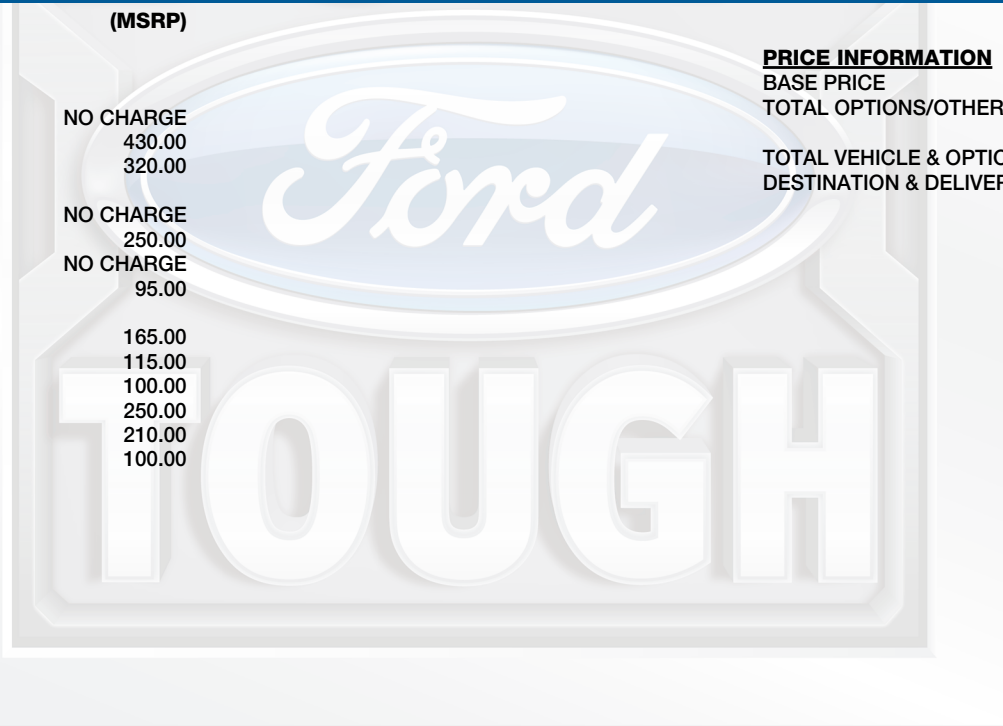 (MSRP)
NO CHARGE
430.00
320.00
NO CHARGE
250.00
NO CHARGE
95.00
165.00
115.00
100.00
250.00
210.00
100.00
PRICE INFORMATION
BASE PRICE
TOTAL OPTIONS/OTHER
TOTAL VEHICLE & OPTIO
DESTINATION & DELIVER
Ford
TOUGH